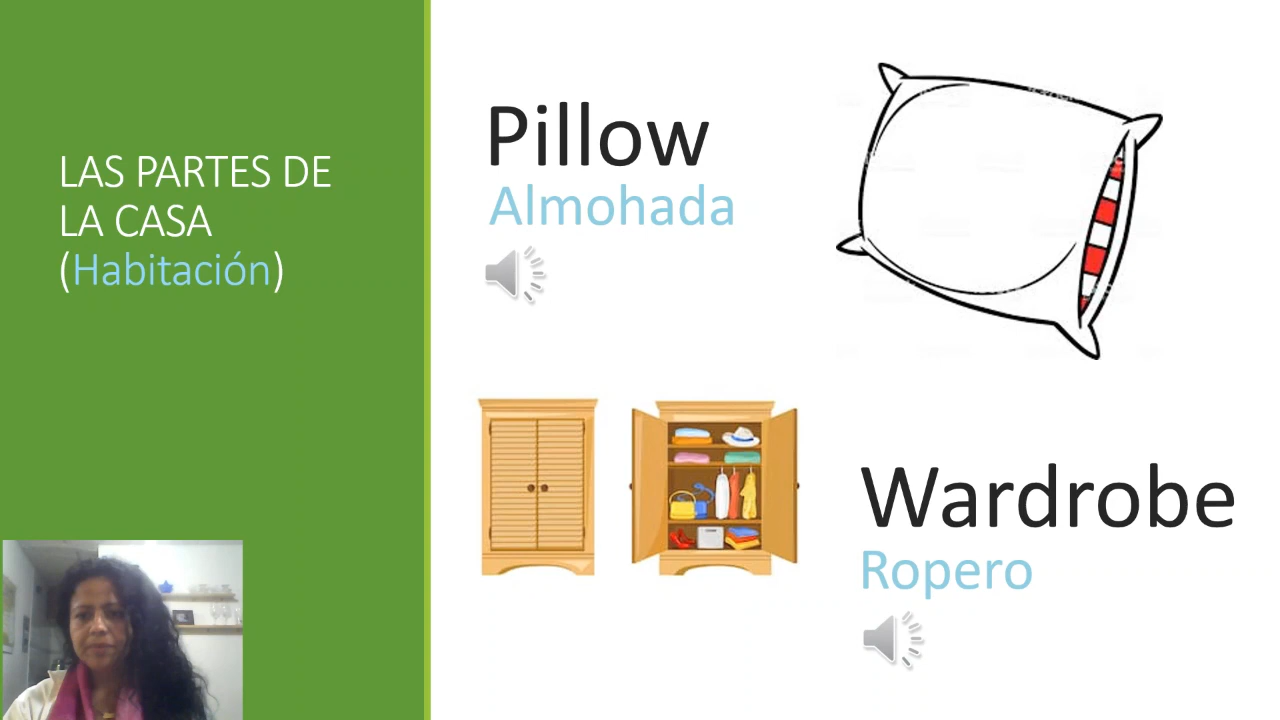 LAS PARTES DE
LA CASA
(Habitación)
Pillow
Almohada
Wardrobe
Ropero